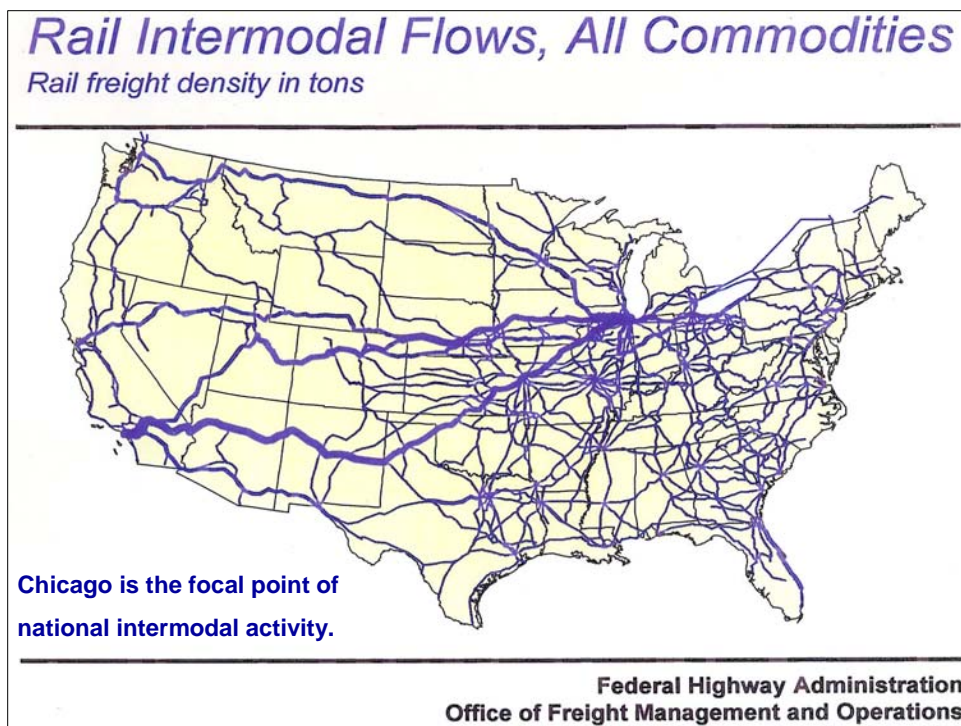 Rail Intermodal Flows, All Commodities
Rail freight density in tons
Chicago is the focal point of
national intermodal activity.
Federal Highway Administration
Office of Freight Management and Operations